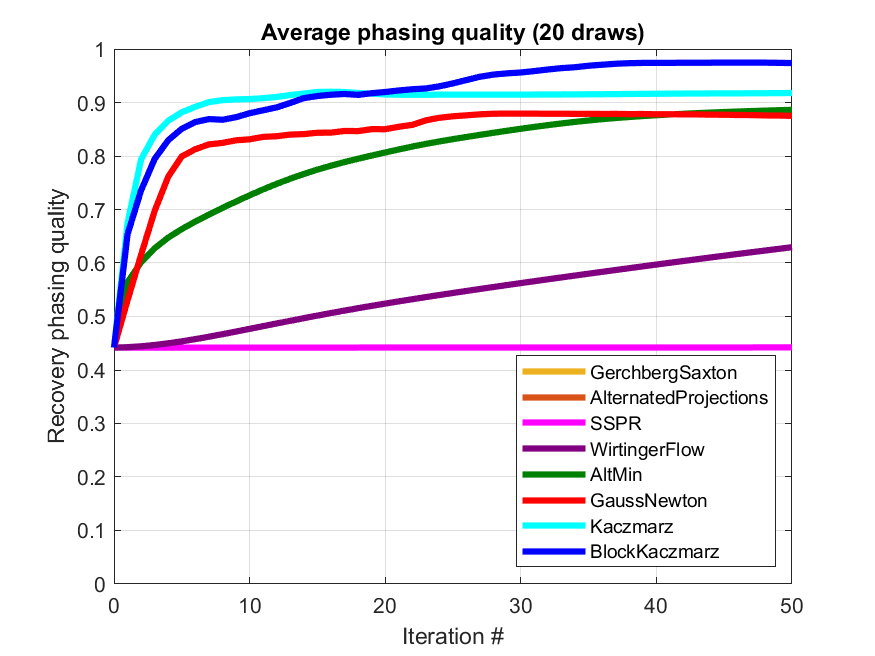 Average phasing quality (20 draws)
Recovery phasing quality
1
0.9
0.8
0.7
0.6
0.5
0.4
0.3
0.2
0.1
0
0 10 20 30 40 50
Iteration #
GerchbergSaxton
AlternatedProjections
SSPR
WirtingerFlow
AltMin
GaussNewton
Kaczmarz
BlockKaczmarz